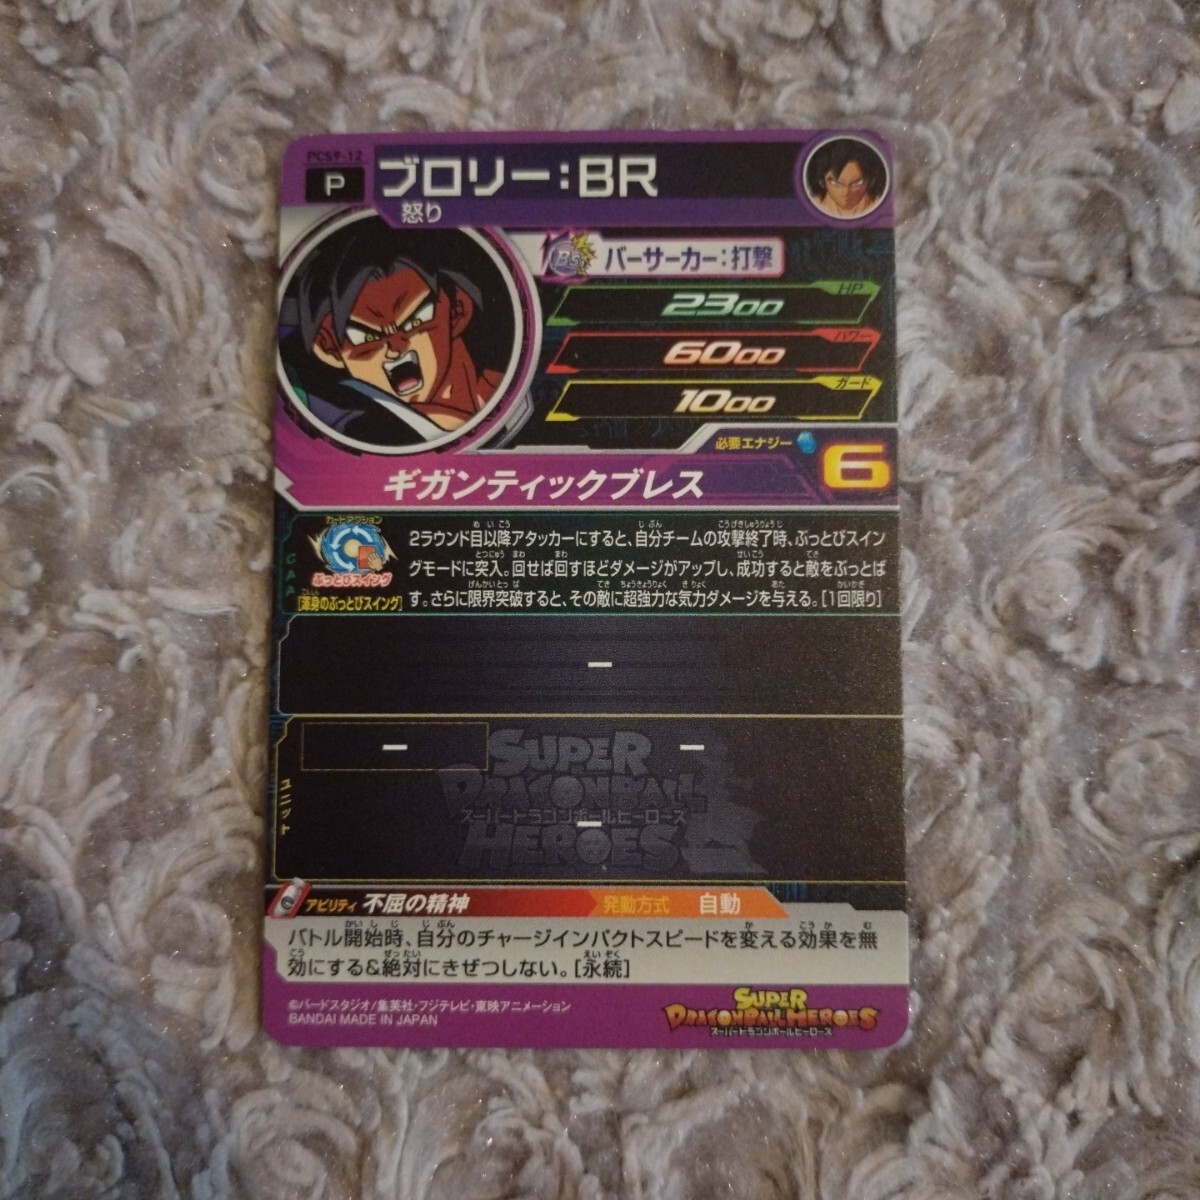 PCS9-12
P
ブロリー:BR
怒り
BS
バーサーカー:打撃
HP
2300
パワー
6000
ガード
1000
必要エナジー
6
ギガンティックブレス
CAA
カードアクション
ぶっとびスイング
[渾身のぶっとびスイング]
2ラウンド目以降アタッカーにすると、自分チームの攻撃終了時、ぶっとびスイン
グモードに突入。回せば回すほどダメージがアップし、成功すると敵をぶっとば
す。さらに限界突破すると、その敵に超強力な気力ダメージを与える。[1回限り]
ー
ユニット
ー
ー
ー
SUPER
DRAGONBALL
スーパードラゴンボールヒーローズ
HEROES
アビリティ 不屈の精神
発動方式 自動
バトル開始時、自分のチャージインパクトスピードを変える効果を無
効にする&絶対にきぜつしない。[永続]
©バードスタジオ/集英社・フジテレビ・東映アニメーション
BANDAI MADE IN JAPAN
SUPER
DRAGONBALL HEROES
スーパードラゴンボールヒーローズ